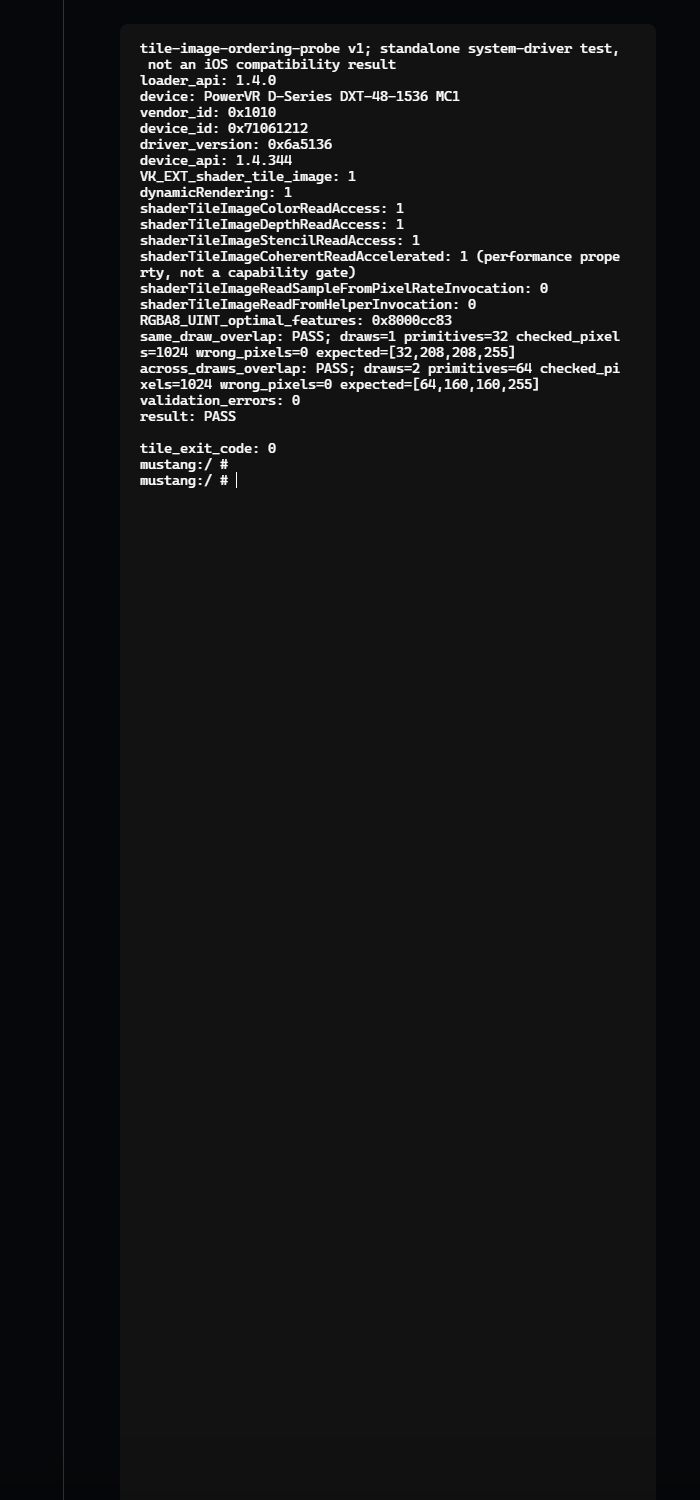 tile-image-ordering-probe v1; standalone system-driver test,
 not an iOS compatibility result
loader_api: 1.4.0
device: PowerVR D-Series DXT-48-1536 MC1
vendor_id: 0x1010
device_id: 0x71061212
driver_version: 0x6a5136
device_api: 1.4.344
VK_EXT_shader_tile_image: 1
dynamicRendering: 1
shaderTileImageColorReadAccess: 1
shaderTileImageDepthReadAccess: 1
shaderTileImageStencilReadAccess: 1
shaderTileImageCoherentReadAccelerated: 1 (performance prope
rty, not a capability gate)
shaderTileImageReadSampleFromPixelRateInvocation: 0
shaderTileImageReadFromHelperInvocation: 0
RGBA8_UINT_optimal_features: 0x8000cc83
same_draw_overlap: PASS; draws=1 primitives=32 checked_pixel
s=1024 wrong_pixels=0 expected=[32,208,208,255]
across_draws_overlap: PASS; draws=2 primitives=64 checked_pi
xels=1024 wrong_pixels=0 expected=[64,160,160,255]
validation_errors: 0
result: PASS

tile_exit_code: 0
mustang:/ #
mustang:/ #